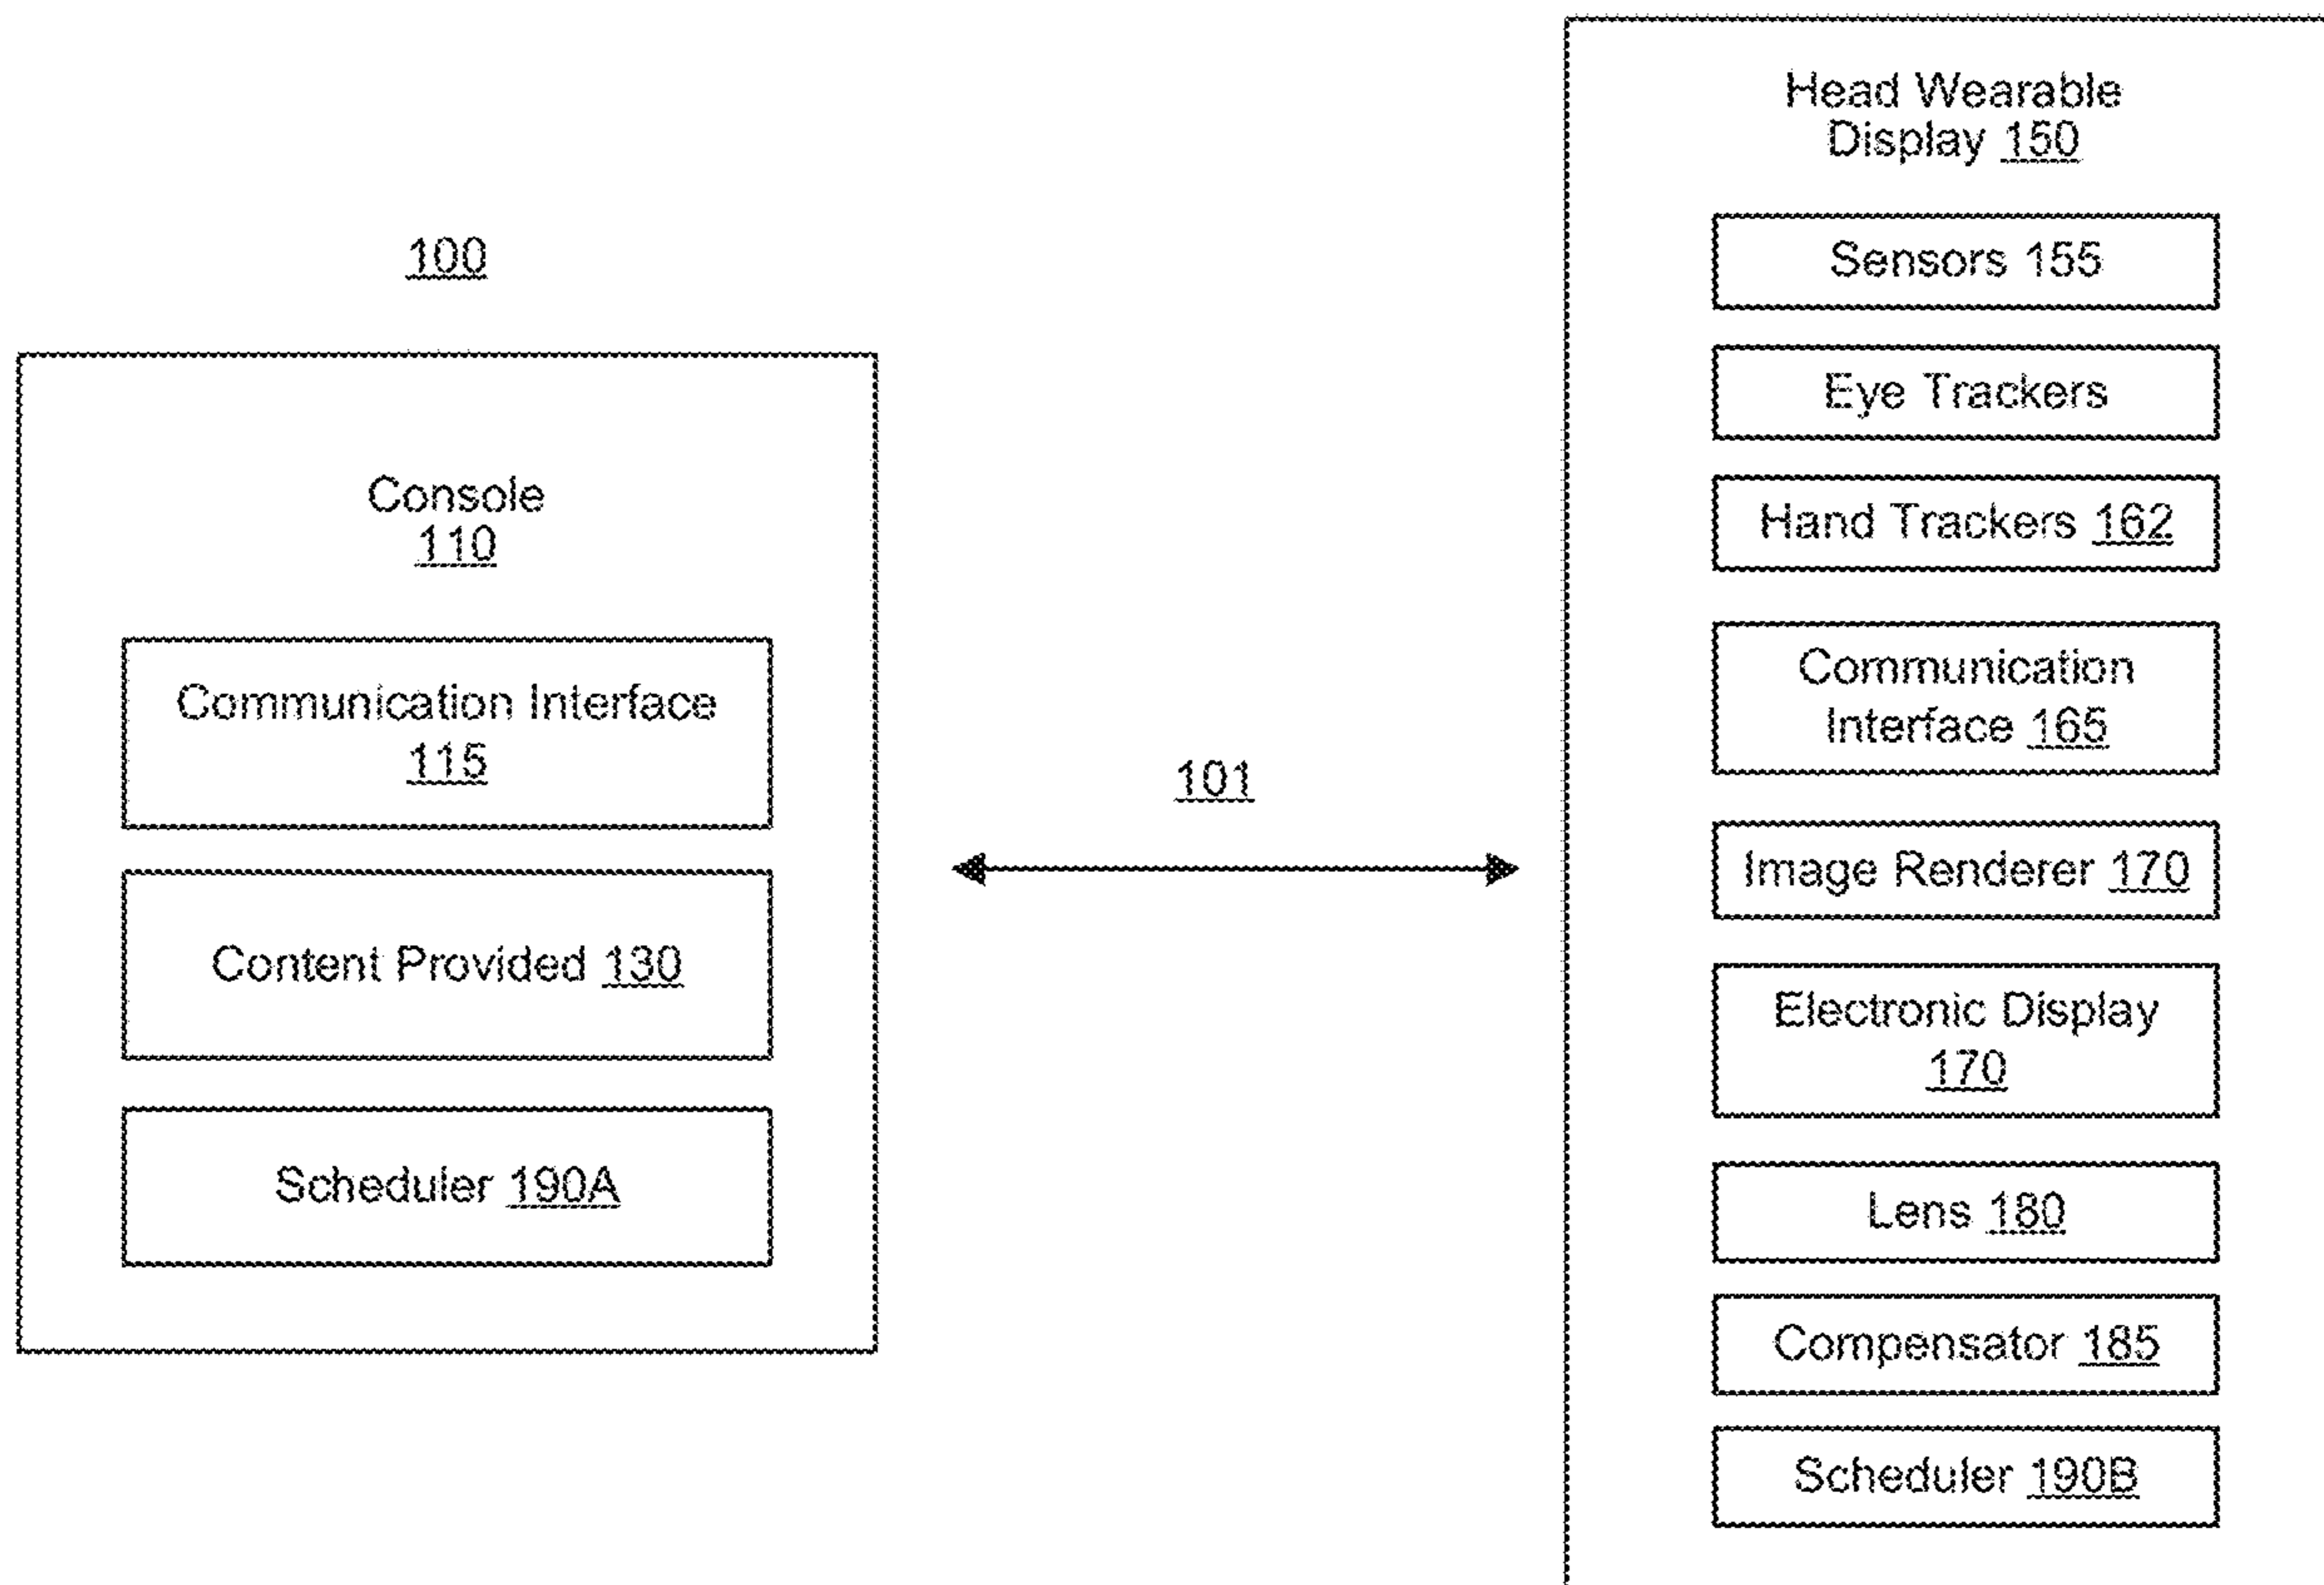 100
Console
110
Communication Interface
115
Content Provided 130
Scheduler 190A
101
Head Wearable
Display 150
Sensors 155
Eye Trackers
Hand Trackers 162
Communication
Interface 165
Image Renderer 170
Electronic Display
170
Lens 180
Compensator 185
Scheduler 190B